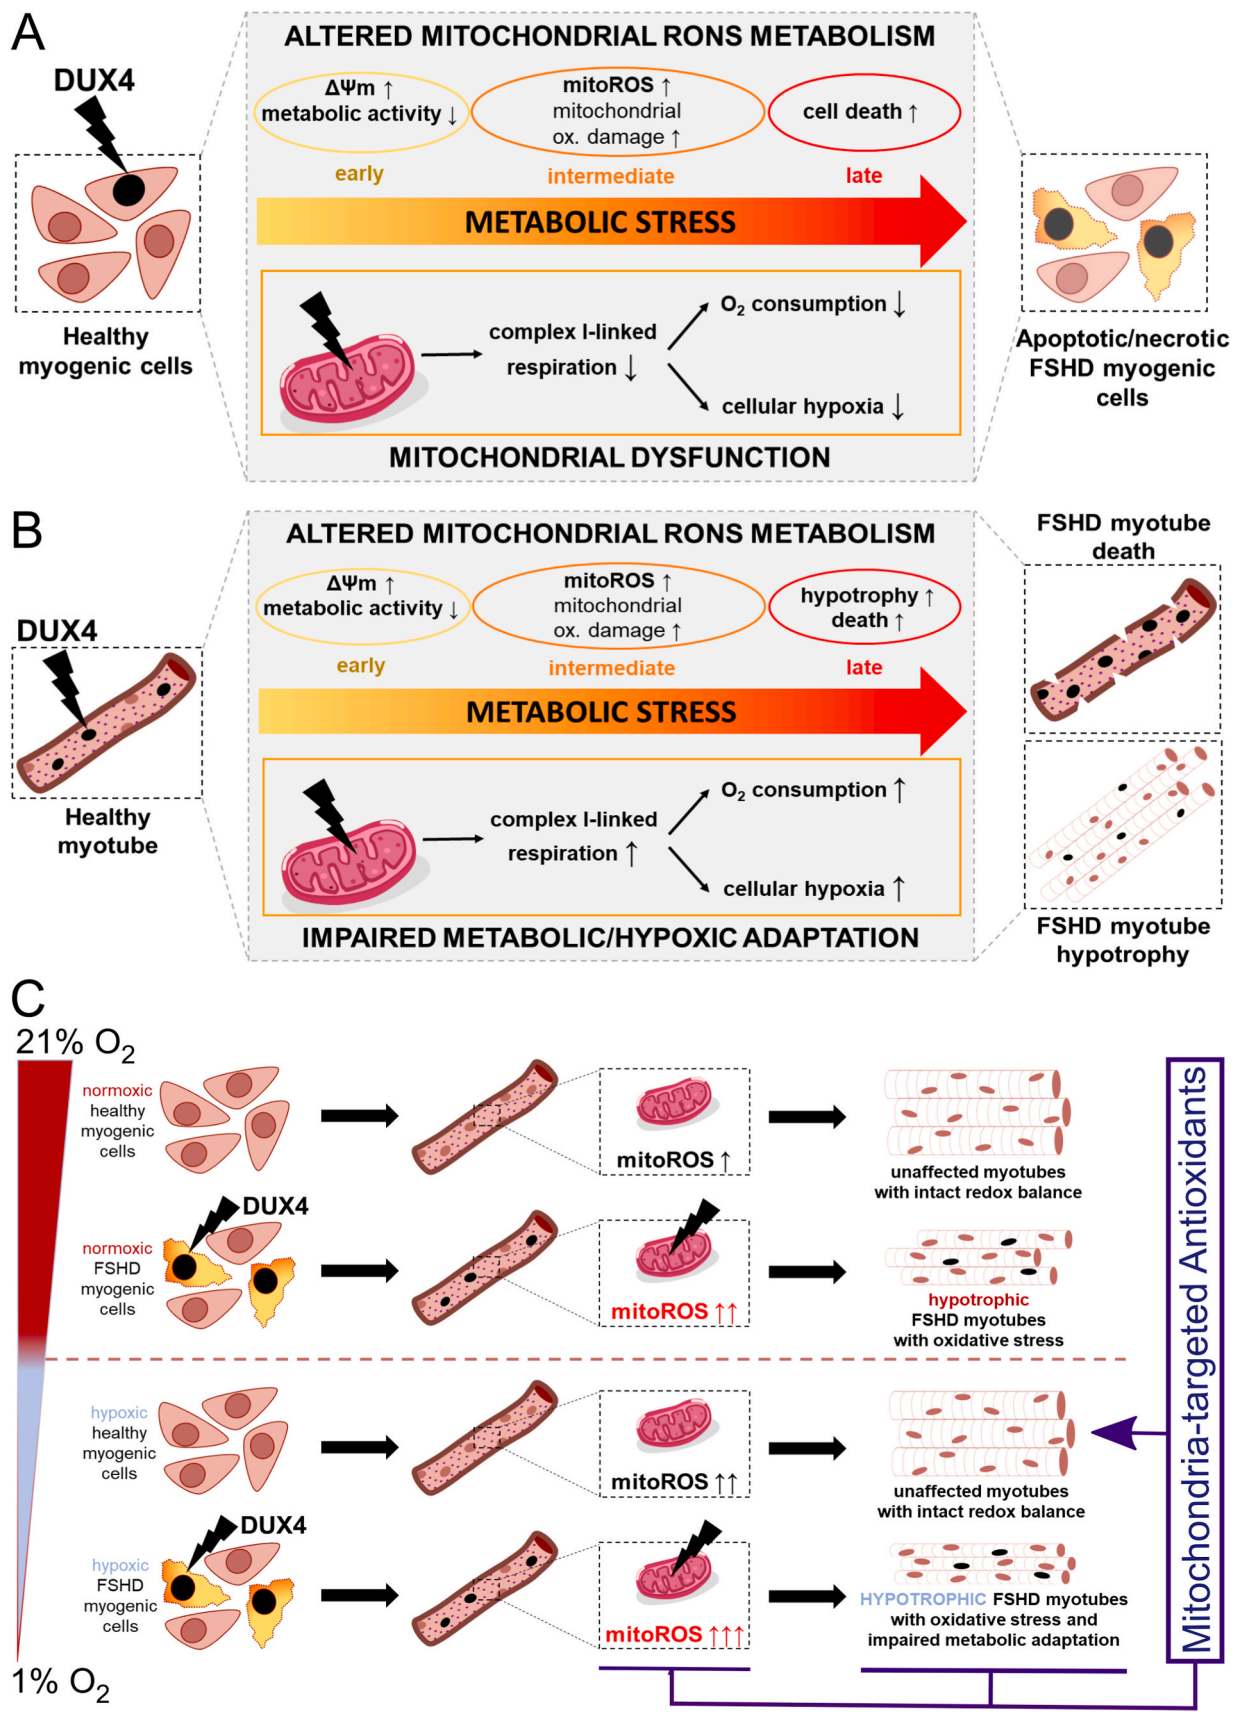 A
ALTERED MITOCHONDRIAL RONS METABOLISM
DUX4
ΔΨm ↑
metabolic activity ↓
mitoROS ↑
mitochondrial
ox. damage ↑
cell death ↑
early
intermediate
late
METABOLIC STRESS
complex I-linked
respiration ↓
O₂ consumption ↓
cellular hypoxia ↓
MITOCHONDRIAL DYSFUNCTION
Healthy
myogenic cells
Apoptotic/necrotic
FSHD myogenic
cells
B
ALTERED MITOCHONDRIAL RONS METABOLISM
DUX4
ΔΨm ↑
metabolic activity ↓
mitoROS ↑
mitochondrial
ox. damage ↑
hypotrophy ↑
death ↑
early
intermediate
late
METABOLIC STRESS
complex I-linked
respiration ↑
O₂ consumption ↑
cellular hypoxia ↑
IMPAIRED METABOLIC/HYPOXIC ADAPTATION
Healthy
myotube
FSHD myotube
death
FSHD myotube
hypotrophy
C
21% O₂
normoxic
healthy
myogenic
cells
mitoROS ↑
unaffected myotubes
with intact redox balance
DUX4
normoxic
FSHD
myogenic
cells
mitoROS ↑↑
hypotrophic
FSHD myotubes
with oxidative stress
hypoxic
healthy
myogenic
cells
mitoROS ↑↑
unaffected myotubes
with intact redox balance
DUX4
hypoxic
FSHD
myogenic
cells
mitoROS ↑↑↑
HYPOTROPHIC FSHD myotubes
with oxidative stress and
impaired metabolic adaptation
1% O₂
Mitochondria-targeted Antioxidants